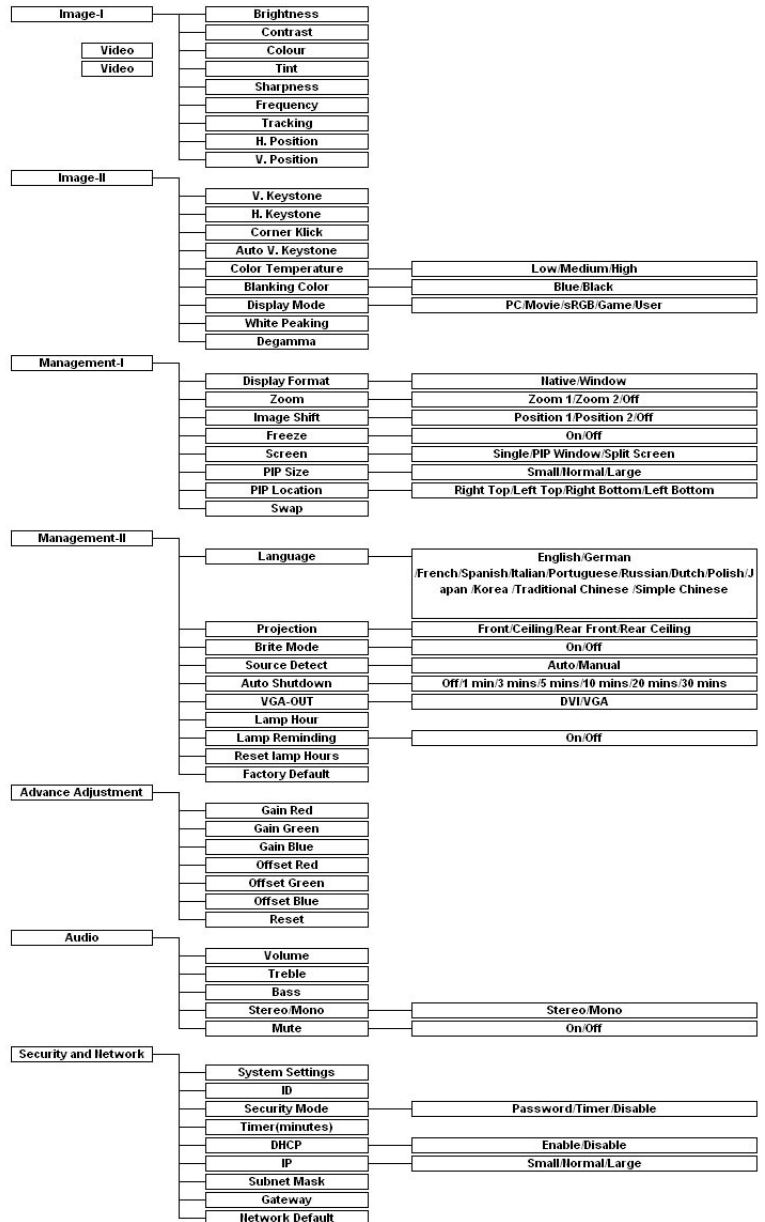 Image-I Brightness
Contrast
Video Colour
Video Tint
Sharpness
Frequency
Tracking
H. Position
V. Position
Image-II
V. Keystone
H. Keystone
Corner Klick
Auto V. Keystone
Color Temperature Low/Medium/High
Blanking Color Blue/Black
Display Mode PC/Movie/sRGB/Game/User
White Peaking
Degamma
Management-I
Display Format Native/Window
Zoom Zoom 1/Zoom 2/Off
Image Shift Position 1/Position 2/Off
Freeze On/Off
Screen Single/PIP Window/Split Screen
PIP Size Small/Normal/Large
PIP Location Right Top/Left Top/Right Bottom/Left Bottom
Swap
Management-II
Language English/German
/French/Spanish/Italian/Portuguese/Russian/Dutch/Polish/J
apan /Korea /Traditional Chinese /Simple Chinese
Projection Front/Ceiling/Rear Front/Rear Ceiling
Brite Mode On/Off
Source Detect Auto/Manual
Auto Shutdown Off/1 min/3 mins/5 mins/10 mins/20 mins/30 mins
VGA-OUT DVI/VGA
Lamp Hour
Lamp Reminding On/Off
Reset lamp Hours
Factory Default
Advance Adjustment
Gain Red
Gain Green
Gain Blue
Offset Red
Offset Green
Offset Blue
Reset
Audio
Volume
Treble
Bass
Stereo/Mono Stereo/Mono
Mute On/Off
Security and Network
System Settings
ID
Security Mode Password/Timer/Disable
Timer(minutes)
DHCP Enable/Disable
IP Small/Normal/Large
Subnet Mask
Gateway
Network Default